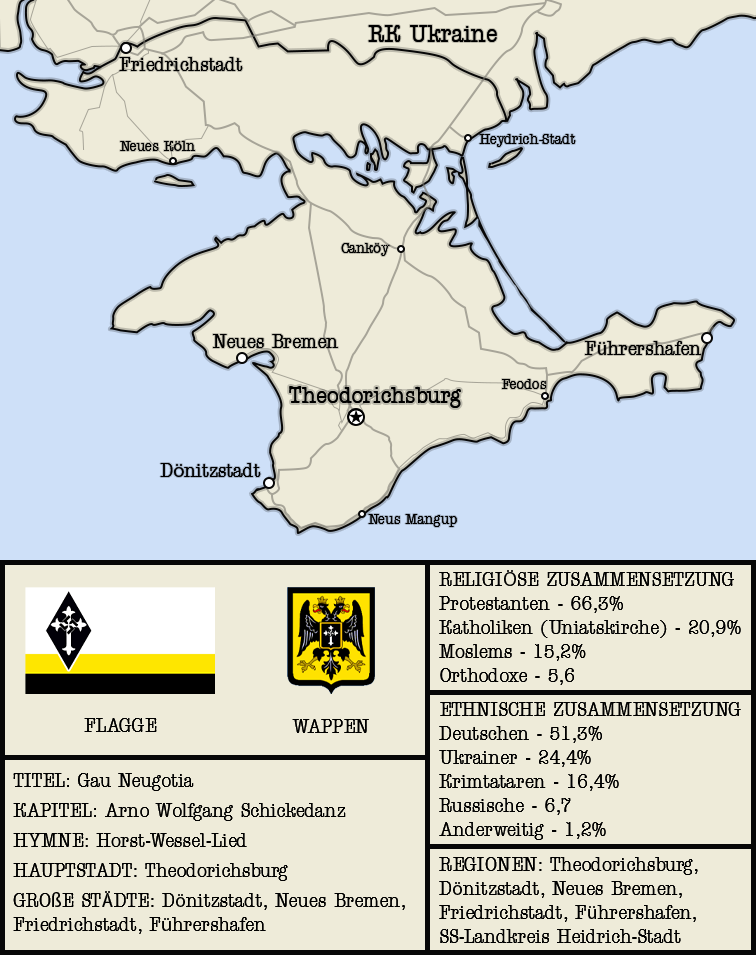 RK Ukraine
Friedrichstadt
Heydrich-Stadt
Neues Köln
Canköy
Neues Bremen
Führershafen
Feodos
Theodorichsburg
Dönitzstadt
Neus Mangup
FLAGGE
WAPPEN
TITEL: Gau Neugotia
KAPITEL: Arno Wolfgang Schickedanz
HYMNE: Horst-Wessel-Lied
HAUPTSTADT: Theodorichsburg
GROßE STÄDTE: Dönitzstadt, Neues Bremen,
Friedrichstadt, Führershafen
RELIGIÖSE ZUSAMMENSETZUNG
Protestanten - 66,3%
Katholiken (Uniatskirche) - 20,9%
Moslems - 15,2%
Orthodoxe - 5,6
ETHNISCHE ZUSAMMENSETZUNG
Deutschen - 51,3%
Ukrainer - 24,4%
Krimtataren - 16,4%
Russische - 6,7
Anderweitig - 1,2%
REGIONEN: Theodorichsburg,
Dönitzstadt, Neues Bremen,
Friedrichstadt, Führershafen,
SS-Landkreis Heidrich-Stadt